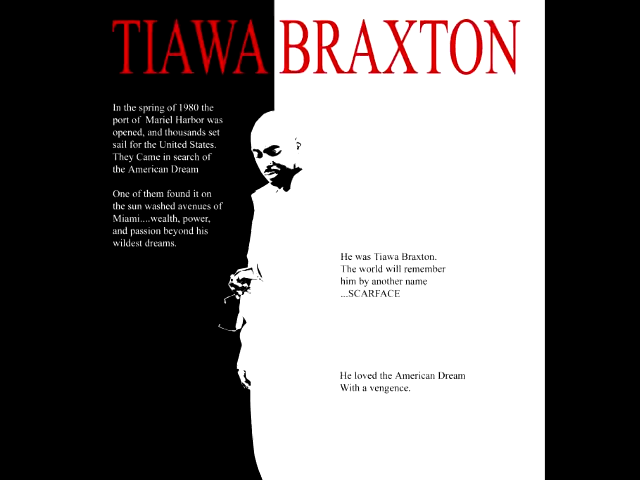 TIAWA BRAXTON
In the spring of 1980 the
port of Mariel Harbor was
opened, and thousands set
sail for the United States.
They Came in search of
the American Dream
One of them found it on
the sun washed avenues of
Miami....wealth, power,
and passion beyond his
wildest dreams.
He was Tiawa Braxton.
The world will remember
him by another name
...SCARFACE
He loved the American Dream
With a vengence.